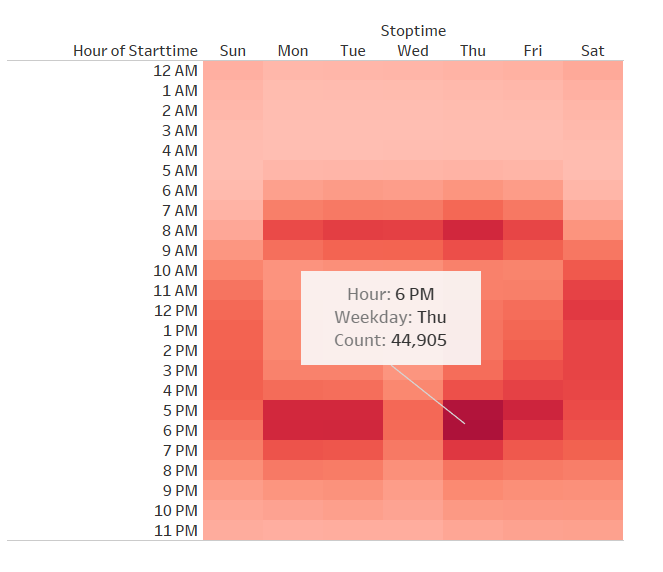 Stoptime
Hour of Starttime Sun Mon Tue Wed Thu Fri Sat
12 AM
1 AM
2 AM
3 AM
4 AM
5 AM
6 AM
7 AM
8 AM
9 AM
10 AM
11 AM
12 PM
1 PM
2 PM
3 PM
4 PM
5 PM
6 PM
7 PM
8 PM
9 PM
10 PM
11 PM
Hour: 6 PM
Weekday: Thu
Count: 44,905